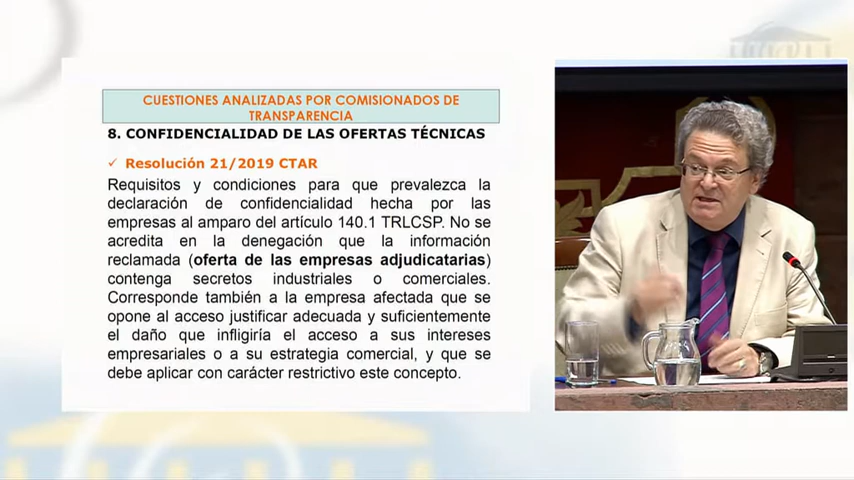 CUESTIONES ANALIZADAS POR COMISIONADOS DE
TRANSPARENCIA
8. CONFIDENCIALIDAD DE LAS OFERTAS TÉCNICAS
✓ Resolución 21/2019 CTAR
Requisitos y condiciones para que prevalezca la
declaración de confidencialidad hecha por las
empresas al amparo del artículo 140.1 TRLCSP. No se
acredita en la denegación que la información
reclamada (oferta de las empresas adjudicatarias)
contenga secretos industriales o comerciales.
Corresponde también a la empresa afectada que se
opone al acceso justificar adecuada y suficientemente
el daño que infligiría el acceso a sus intereses
empresariales o a su estrategia comercial, y que se
debe aplicar con carácter restrictivo este concepto.